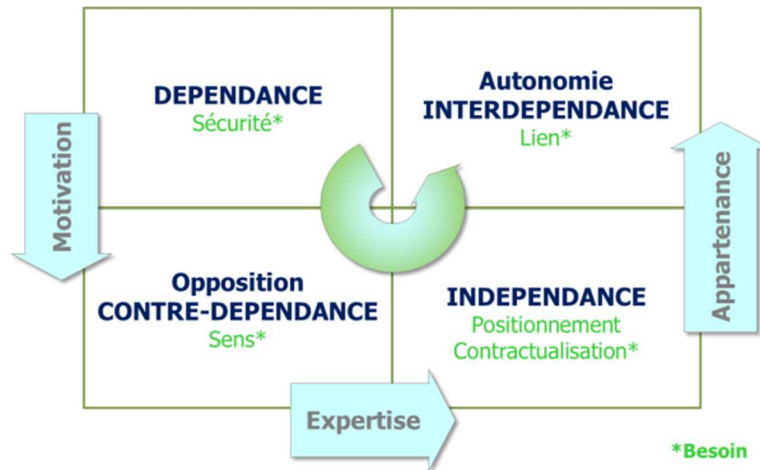 DEPENDANCE
Sécurité*
Autonomie
INTERDEPENDANCE
Lien*
Motivation
Appartenance
Opposition
CONTRE-DEPENDANCE
Sens*
INDEPENDANCE
Positionnement
Contractualisation*
Expertise
*Besoin